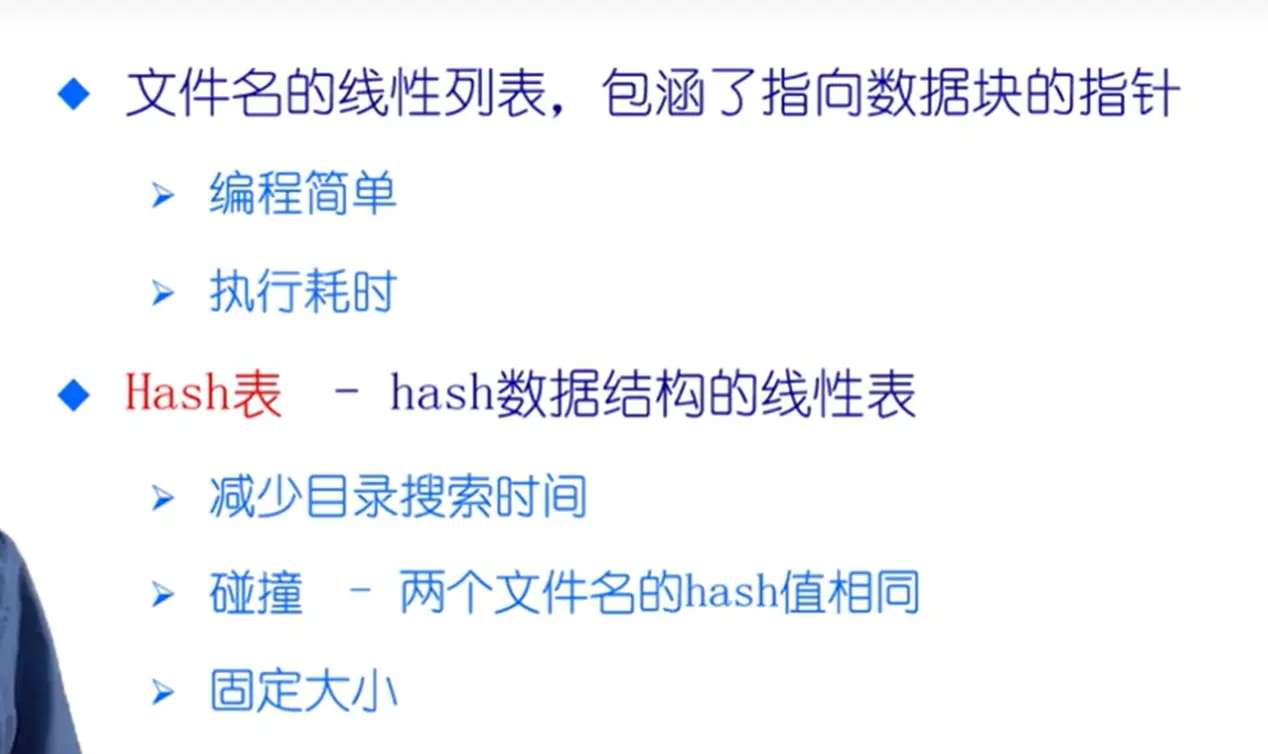 文件名的线性列表，包涵了指向数据块的指针
编程简单
执行耗时
Hash表 - hash数据结构的线性表
减少目录搜索时间
碰撞 - 两个文件名的hash值相同
固定大小